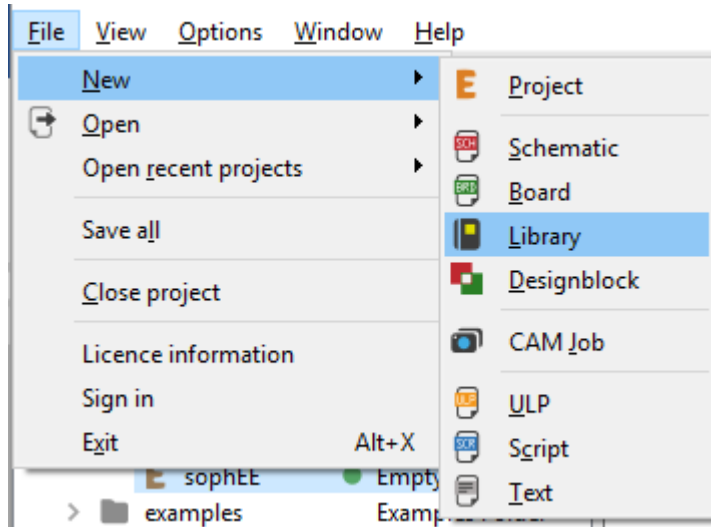 File View Options Window Help
New
Open
Open recent projects
Save all
Close project
Licence information
Sign in
Exit Alt+X
E Project
SCH Schematic
BRD Board
Library
Designblock
CAM Job
ULP ULP
SCR Script
Text
sophEE Empty
examples